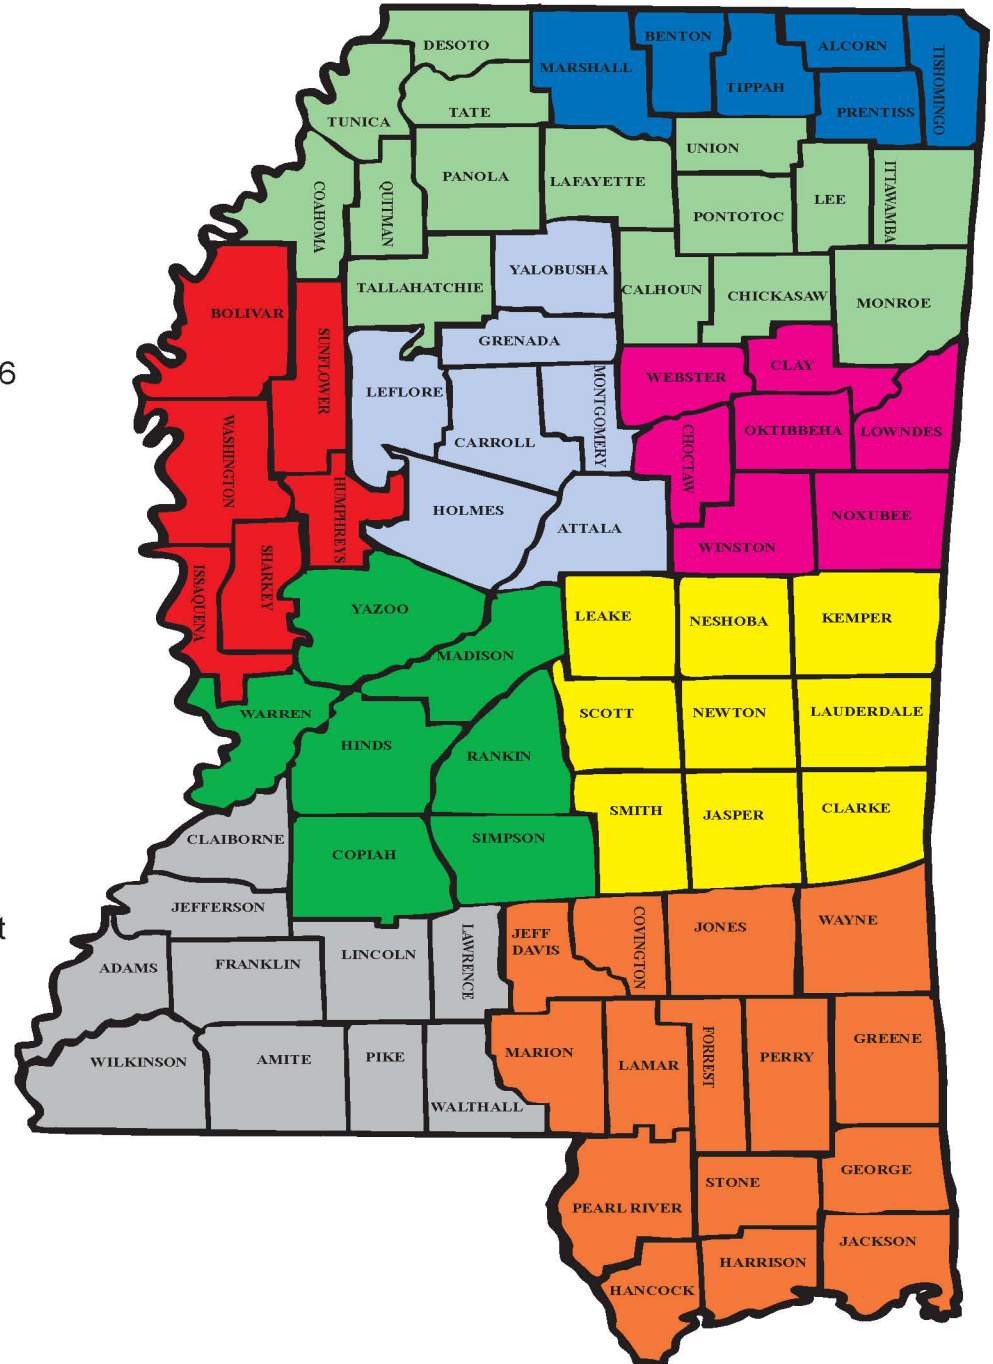 DESOTO
MARSHALL
BENTON
TIPPAH
ALCORN
TISHOMINGO
PRENTISS
TUNICA
TATE
PANOLA
LAFAYETTE
UNION
PONTOTOC
LEE
ITTAWAMBA
COAHOMA
QUITMAN
TALLAHATCHIE
YALOBUSHA
CALHOUN
CHICKASAW
MONROE
BOLIVAR
SUNFLOWER
GRENADA
6
LEFLORE
CARROLL
MONTGOMERY
WEBSTER
CLAY
OKTIBBEHA
LOWNDES
CHOCTAW
WASHINGTON
HUMPHREYS
HOLMES
ATTALA
WINSTON
NOXUBEE
ISSAQUENA
SHARKEY
YAZOO
MADISON
LEAKE
NESHOBA
KEMPER
WARREN
HINDS
RANKIN
SCOTT
NEWTON
LAUDERDALE
CLAIBORNE
COPIAH
SIMPSON
SMITH
JASPER
CLARKE
JEFFERSON
t
ADAMS
FRANKLIN
LINCOLN
LAWRENCE
JEFF
DAVIS
COVINGTON
JONES
WAYNE
WILKINSON
AMITE
PIKE
WALTHALL
MARION
LAMAR
FORREST
PERRY
GREENE
PEARL RIVER
STONE
GEORGE
HANCOCK
HARRISON
JACKSON